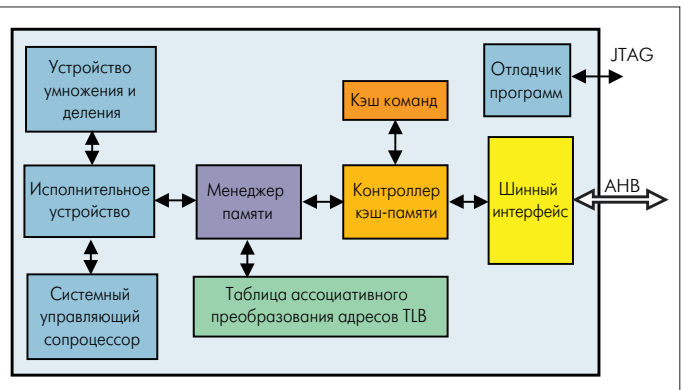 Устройство
умножения и
деления
Отладчик
программ
JTAG
Кэш команд
Исполнительное
устройство
Менеджер
памяти
Контроллер
кэш-памяти
Шинный
интерфейс
AHB
Системный
управляющий
сопроцессор
Таблица ассоциативного
преобразования адресов TLB